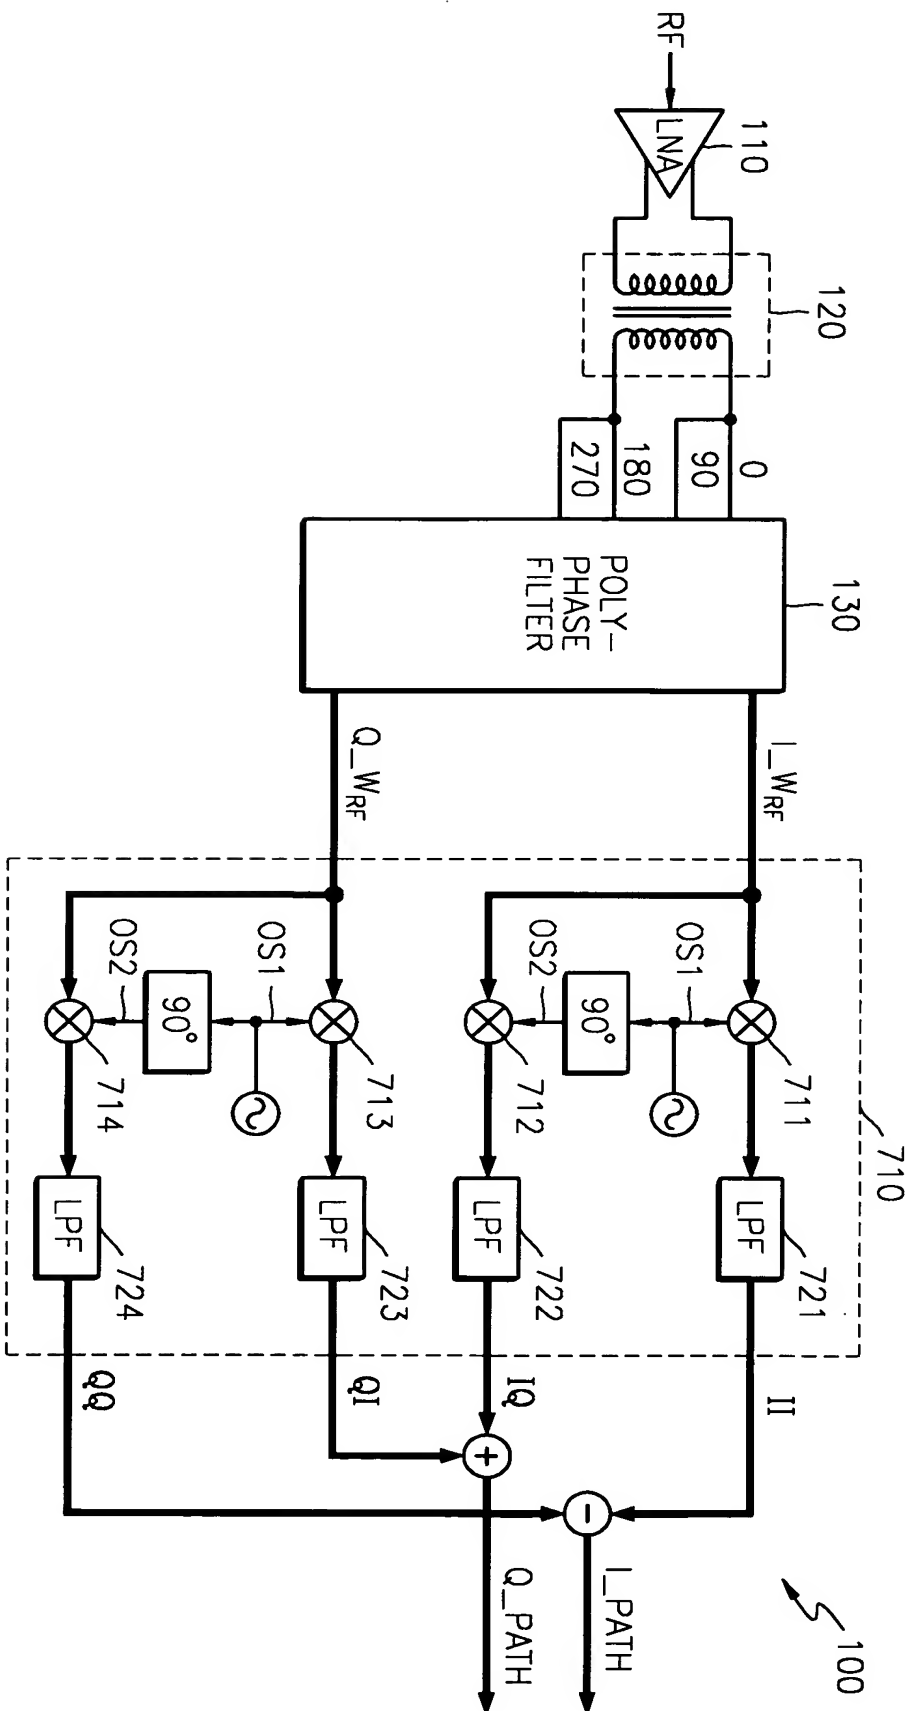 100
RF
LNA
110
120
0
90
180
270
POLY-
PHASE
FILTER
130
I_WRF
Q_WRF
710
OS1
90°
OS2
711
712
OS1
90°
OS2
713
714
LPF
721
LPF
722
LPF
723
LPF
724
II
IQ
QI
QQ
+
−
I_PATH
Q_PATH